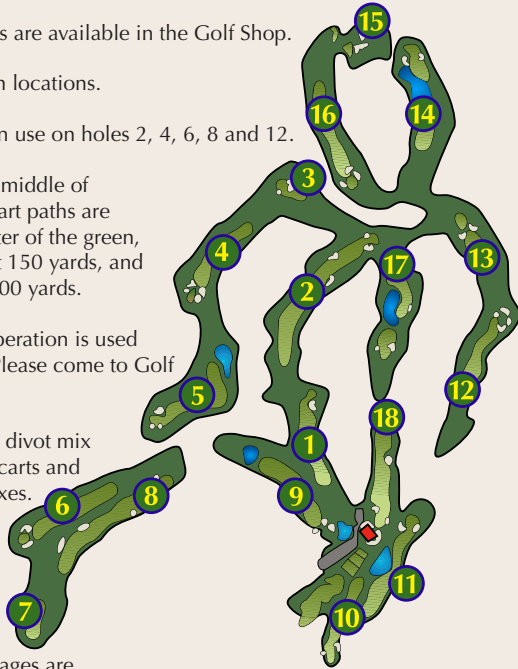 s are available in the Golf Shop.
n locations.
n use on holes 2, 4, 6, 8 and 12.
middle of
art paths are
ter of the green,
t 150 yards, and
00 yards.
peration is used
Please come to Golf
divot mix
carts and
xes.
ages are
15
16
14
3
4
17
13
2
5
12
18
1
6
8
9
11
7
10